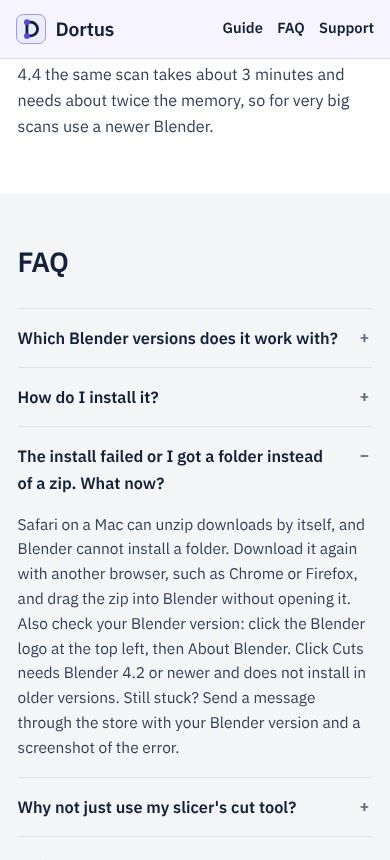 Dortus
Guide FAQ Support
4.4 the same scan takes about 3 minutes and
needs about twice the memory, so for very big
scans use a newer Blender.
FAQ
Which Blender versions does it work with? +
How do I install it? +
The install failed or I got a folder instead −
of a zip. What now?
Safari on a Mac can unzip downloads by itself, and
Blender cannot install a folder. Download it again
with another browser, such as Chrome or Firefox,
and drag the zip into Blender without opening it.
Also check your Blender version: click the Blender
logo at the top left, then About Blender. Click Cuts
needs Blender 4.2 or newer and does not install in
older versions. Still stuck? Send a message
through the store with your Blender version and a
screenshot of the error.
Why not just use my slicer's cut tool? +